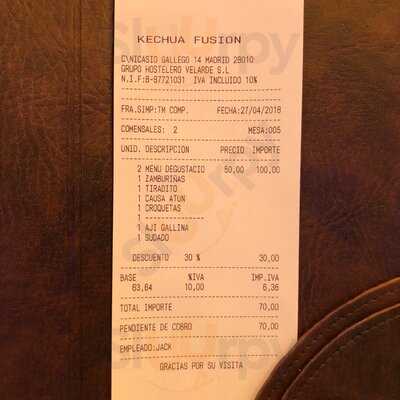 KECHUA FUSION
C\NICASIO GALLEGO 14 MADRID 28010
GRUPO HOSTELERO VELARDE S.L
N.I.F:B-87721031 IVA INCLUIDO 10%
FRA.SIMP:TM COMP. FECHA:27/04/2018
COMENSALES: 2 MESA:005
UNID. DESCRIPCION PRECIO IMPORTE
2 MENU DEGUSTACIO 50,00 100,00
1 ZAMBURIÑAS
1 TIRADITO
1 CAUSA ATUN
1 CROQUETAS
1 ---------------
1 AJI GALLINA
1 SUDADO
DESCUENTO 30 % 30,00
BASE %IVA IMP.IVA
63,64 10,00 6,36
TOTAL IMPORTE 70,00
PENDIENTE DE COBRO 70,00
EMPLEADO:JACK
GRACIAS POR SU VISITA